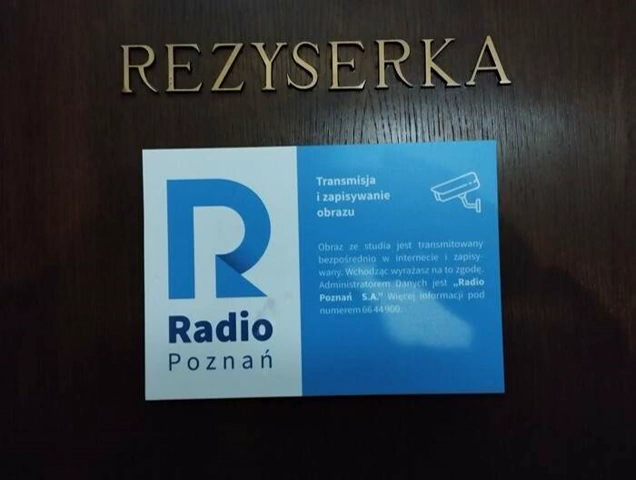 REZYSERKA
Transmisja
i zapisywanie
obrazu
Obraz ze studia jest transmitowany
bezpośrednio w internecie i zapisy-
wany. Wchodząc wyrażasz na to zgodę.
Administratorem Danych jest „Radio
Poznań S.A.” Więcej informacji pod
numerem 66 44 900.
Radio
Poznań